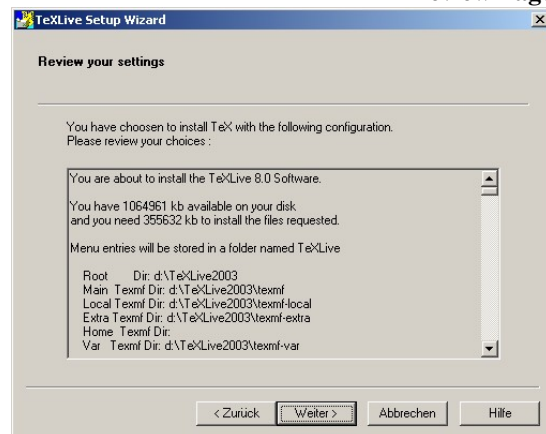 TeXLive Setup Wizard
Review your settings
You have choosen to install TeX with the following configuration.
Please review your choices :
You are about to install the TeXLive 8.0 Software.
You have 1064961 kb available on your disk
and you need 355632 kb to install the files requested.
Menu entries will be stored in a folder named TeXLive
Root Dir: d:\TeXLive2003
Main Texmf Dir: d:\TeXLive2003\texmf
Local Texmf Dir: d:\TeXLive2003\texmf-local
Extra Texmf Dir: d:\TeXLive2003\texmf-extra
Home Texmf Dir:
Var Texmf Dir: d:\TeXLive2003\texmf-var
< Zurück Weiter > Abbrechen Hilfe